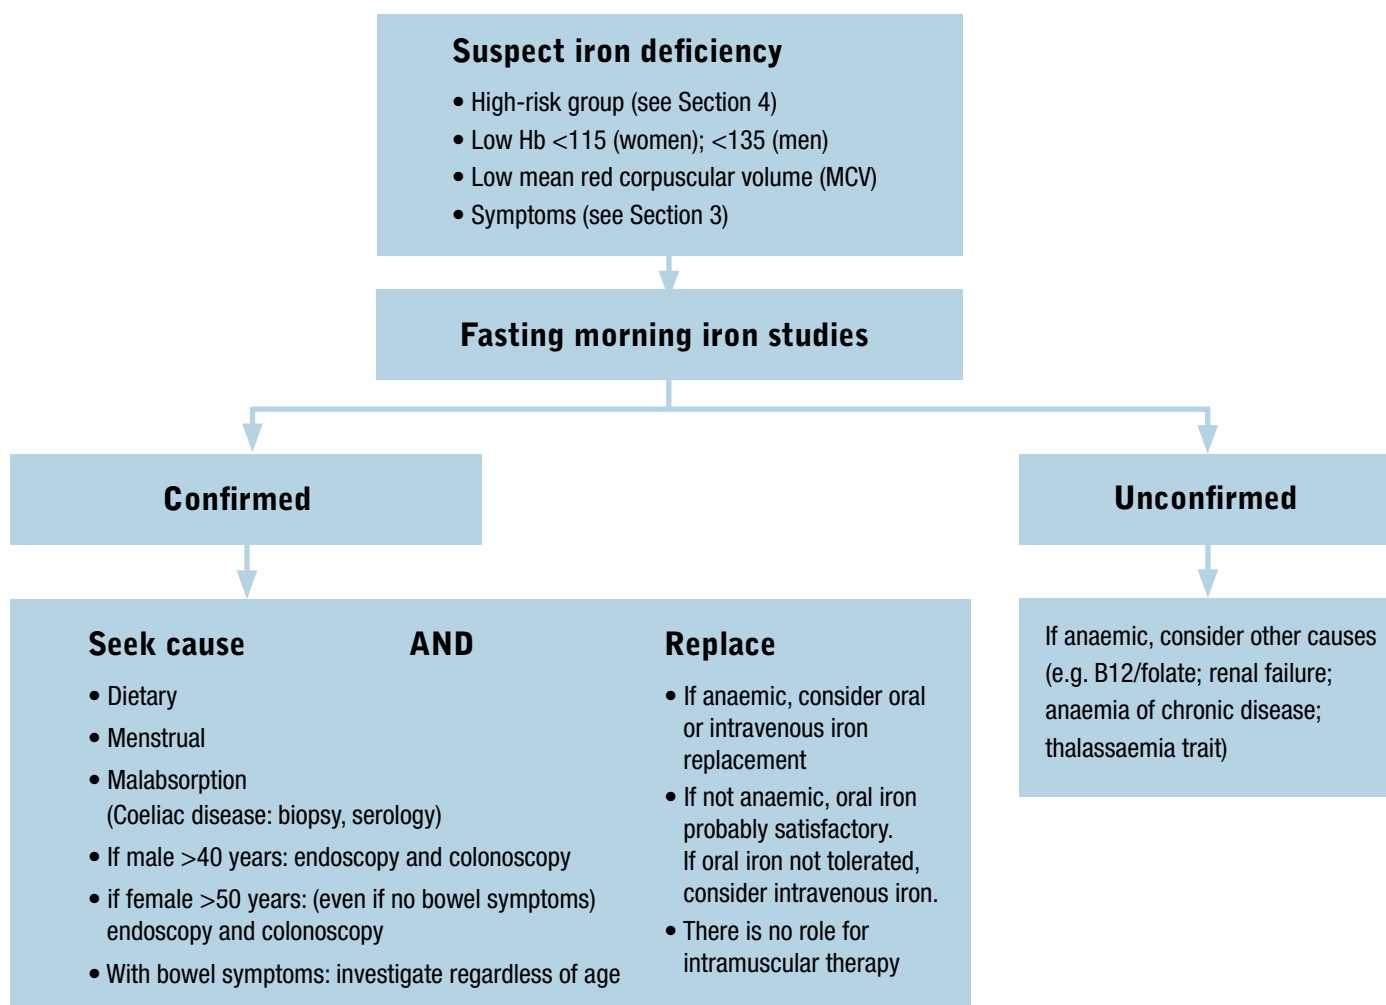 Suspect iron deficiency
• High-risk group (see Section 4)
• Low Hb <115 (women); <135 (men)
• Low mean red corpuscular volume (MCV)
• Symptoms (see Section 3)
Fasting morning iron studies
Confirmed
Unconfirmed
Seek cause
AND
Replace
• Dietary
• Menstrual
• Malabsorption
(Coeliac disease: biopsy, serology)
• If male >40 years: endoscopy and colonoscopy
• if female >50 years: (even if no bowel symptoms)
endoscopy and colonoscopy
• With bowel symptoms: investigate regardless of age
• If anaemic, consider oral
or intravenous iron
replacement
• If not anaemic, oral iron
probably satisfactory.
If oral iron not tolerated,
consider intravenous iron.
• There is no role for
intramuscular therapy
If anaemic, consider other causes
(e.g. B12/folate; renal failure;
anaemia of chronic disease;
thalassaemia trait)